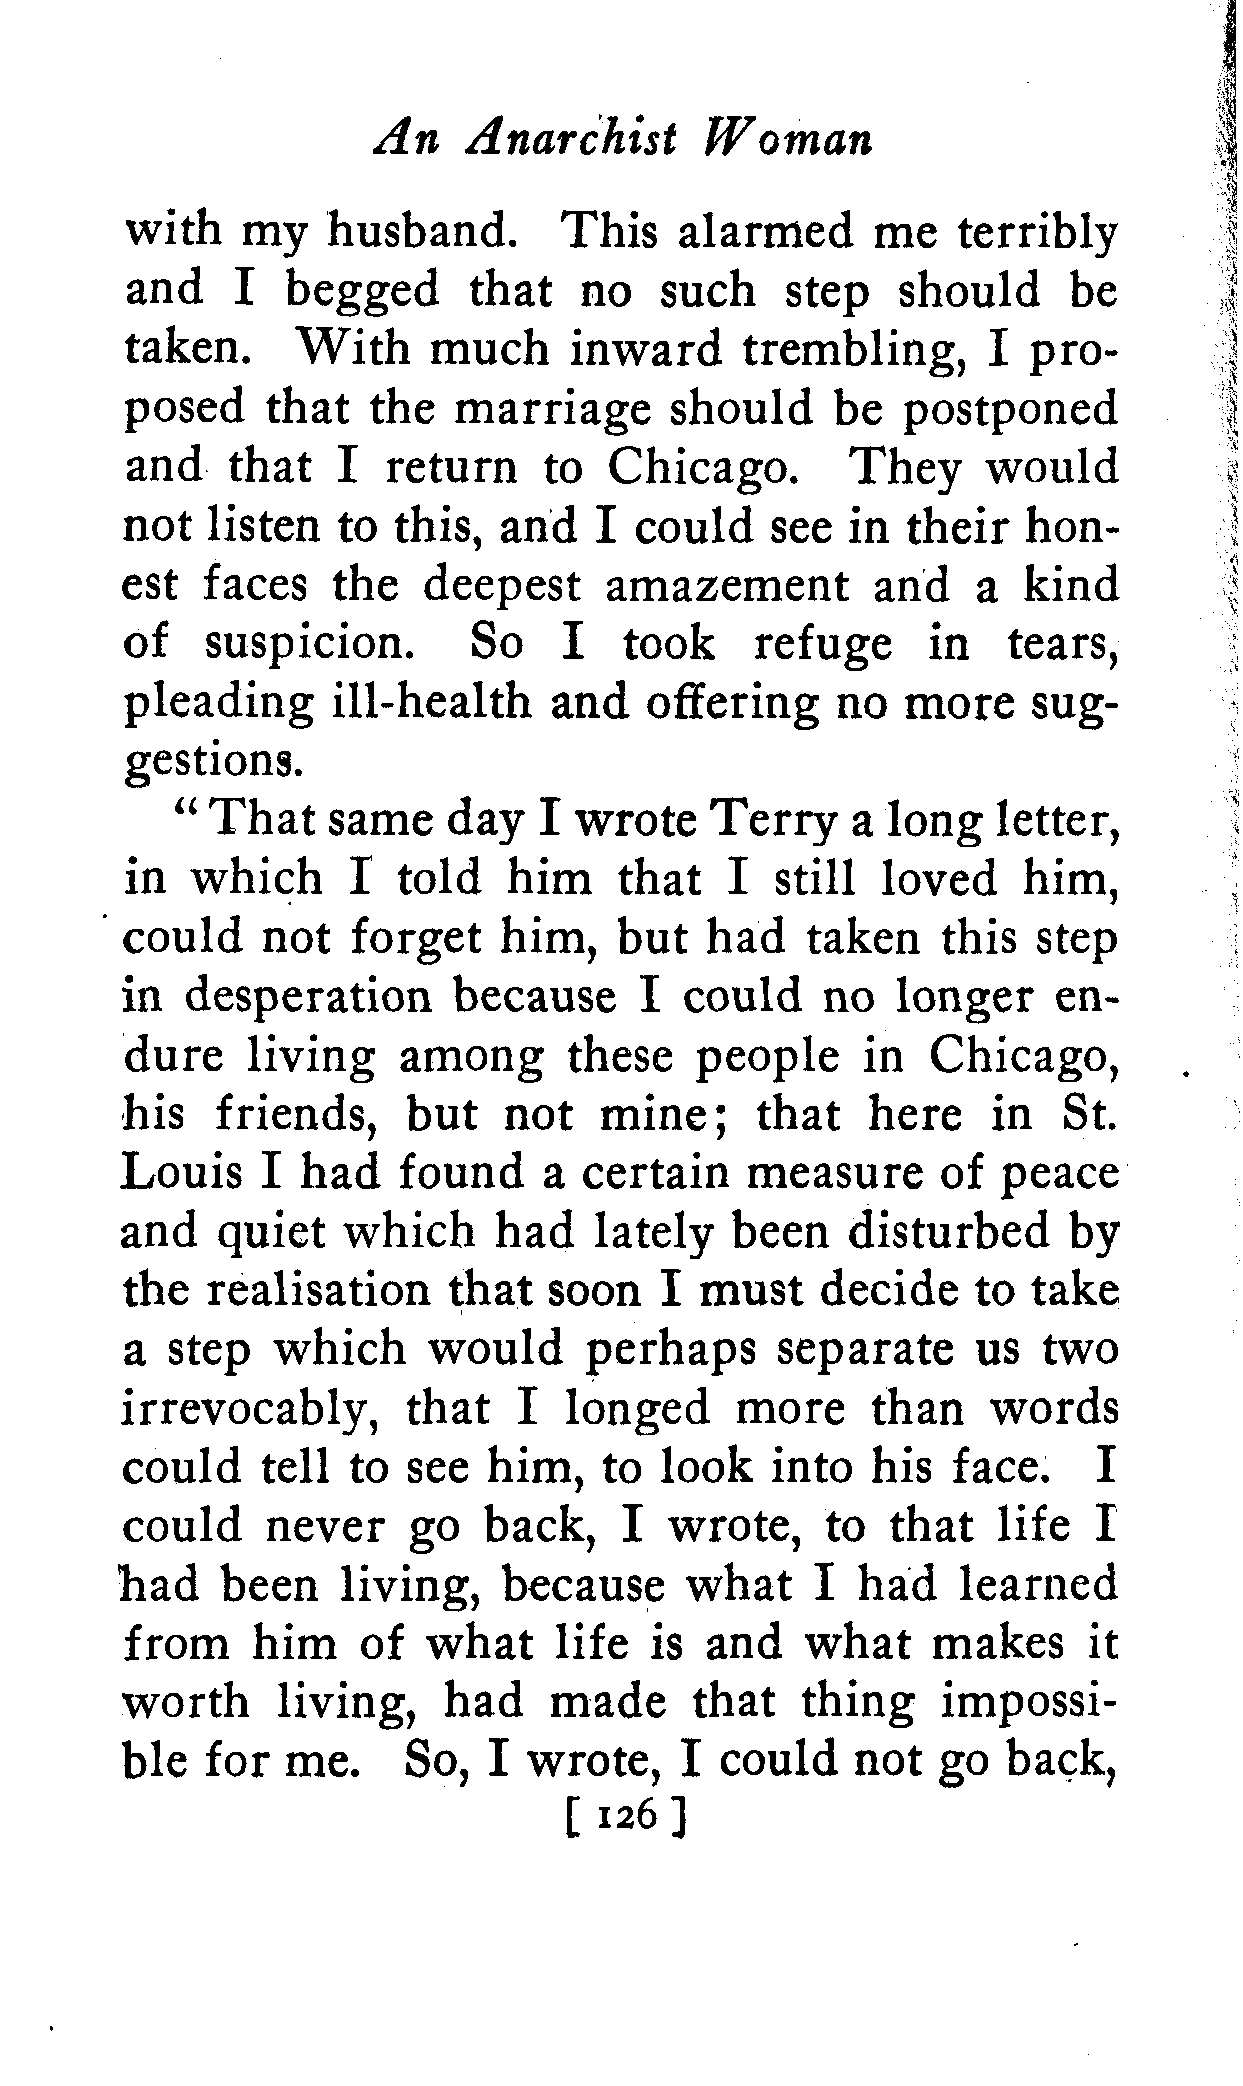 An Anarchist Woman
with my husband. This alarmed me terribly
and I begged that no such step should be
taken. With much inward trembling, I pro-
posed that the marriage should be postponed
and that I return to Chicago. They would
not listen to this, and I could see in their hon-
est faces the deepest amazement and a kind
of suspicion. So I took refuge in tears,
pleading ill-health and offering no more sug-
gestions.
“That same day I wrote Terry a long letter,
in which I told him that I still loved him,
could not forget him, but had taken this step
in desperation because I could no longer en-
dure living among these people in Chicago,
his friends, but not mine; that here in St.
Louis I had found a certain measure of peace
and quiet which had lately been disturbed by
the realisation that soon I must decide to take
a step which would perhaps separate us two
irrevocably, that I longed more than words
could tell to see him, to look into his face. I
could never go back, I wrote, to that life I
had been living, because what I had learned
from him of what life is and what makes it
worth living, had made that thing impossi-
ble for me. So, I wrote, I could not go back,
[ 126 ]